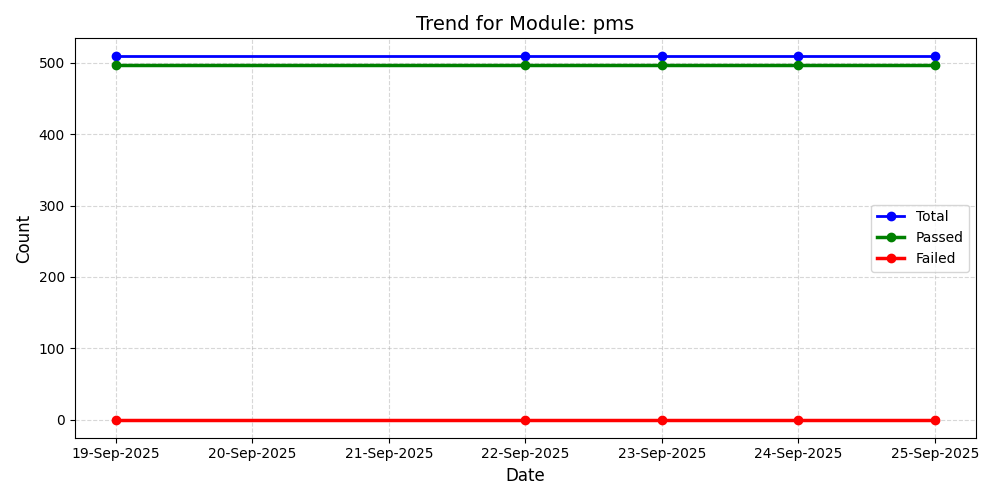 Trend for Module: pms
500
400
300
200
100
0
Count
Total
Passed
Failed
19-Sep-2025 20-Sep-2025 21-Sep-2025 22-Sep-2025 23-Sep-2025 24-Sep-2025 25-Sep-2025
Date